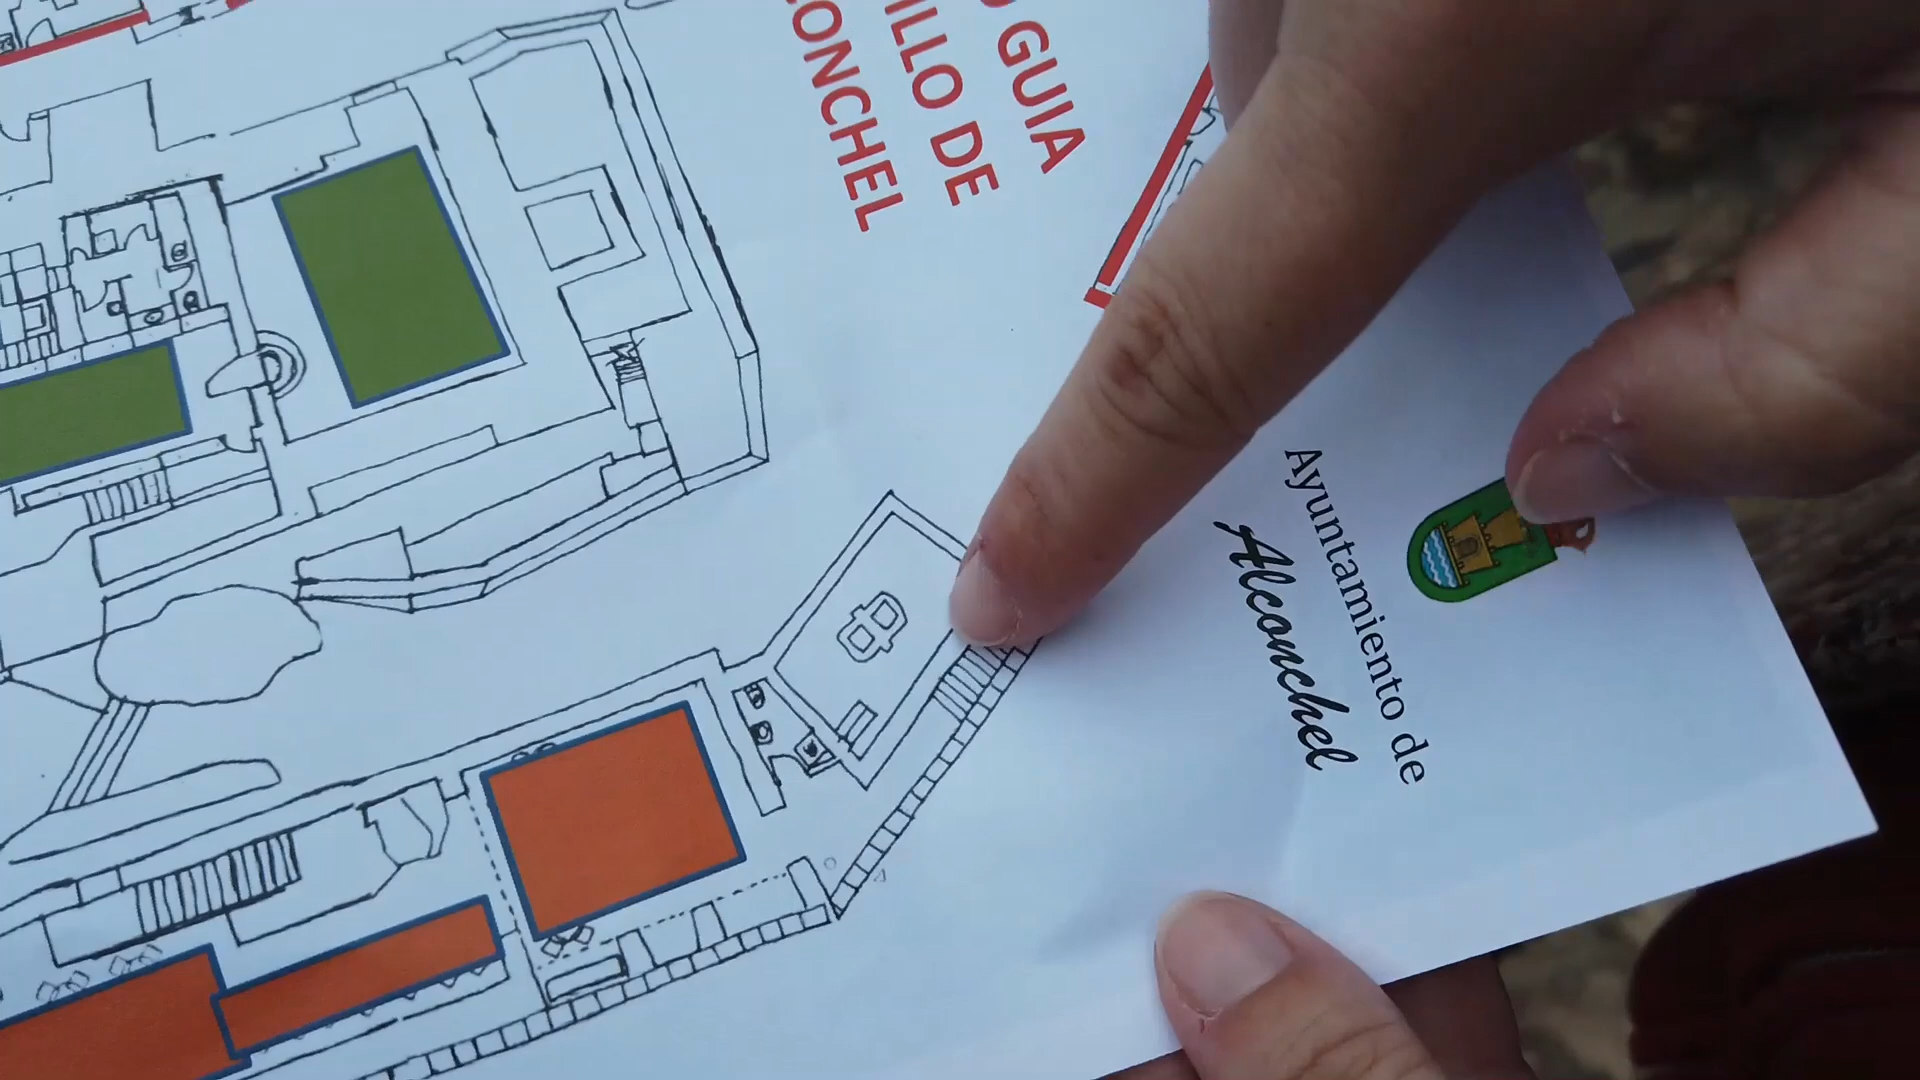 GUIA
ILLO DE
ONCHEL
Ayuntamiento de
Alconchel